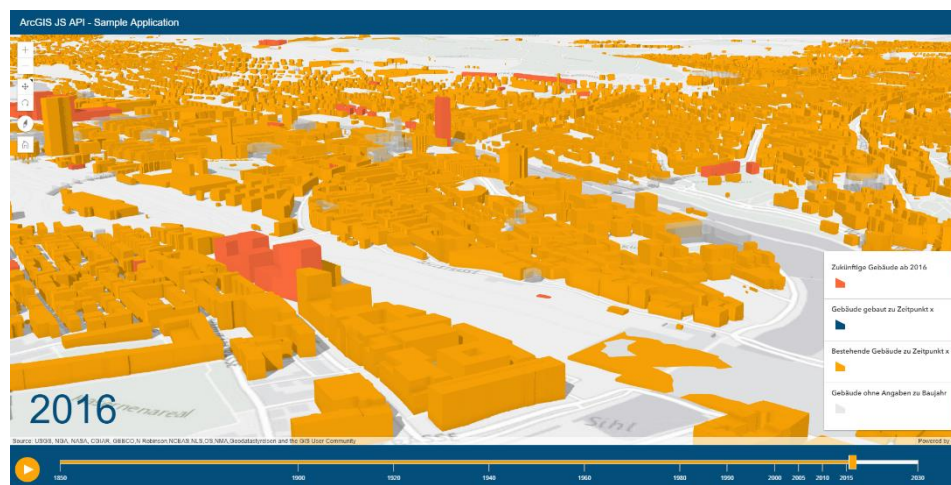 ArcGIS JS API - Sample Application
Zukünftige Gebäude ab 2016
Gebäude gebaut zu Zeitpunkt x
Bestehende Gebäude zu Zeitpunkt x
Gebäude ohne Angaben zu Baujahr
Sihl
2016
Source: USGS, NGA, NASA, CGIAR, GEBCO,N Robinson,NCEAS,NLS,OS,NMA,Geodatastyrelsen and the GIS User Community
Powered by
1850 1900 1920 1940 1960 1980 1990 2000 2005 2010 2015 2030